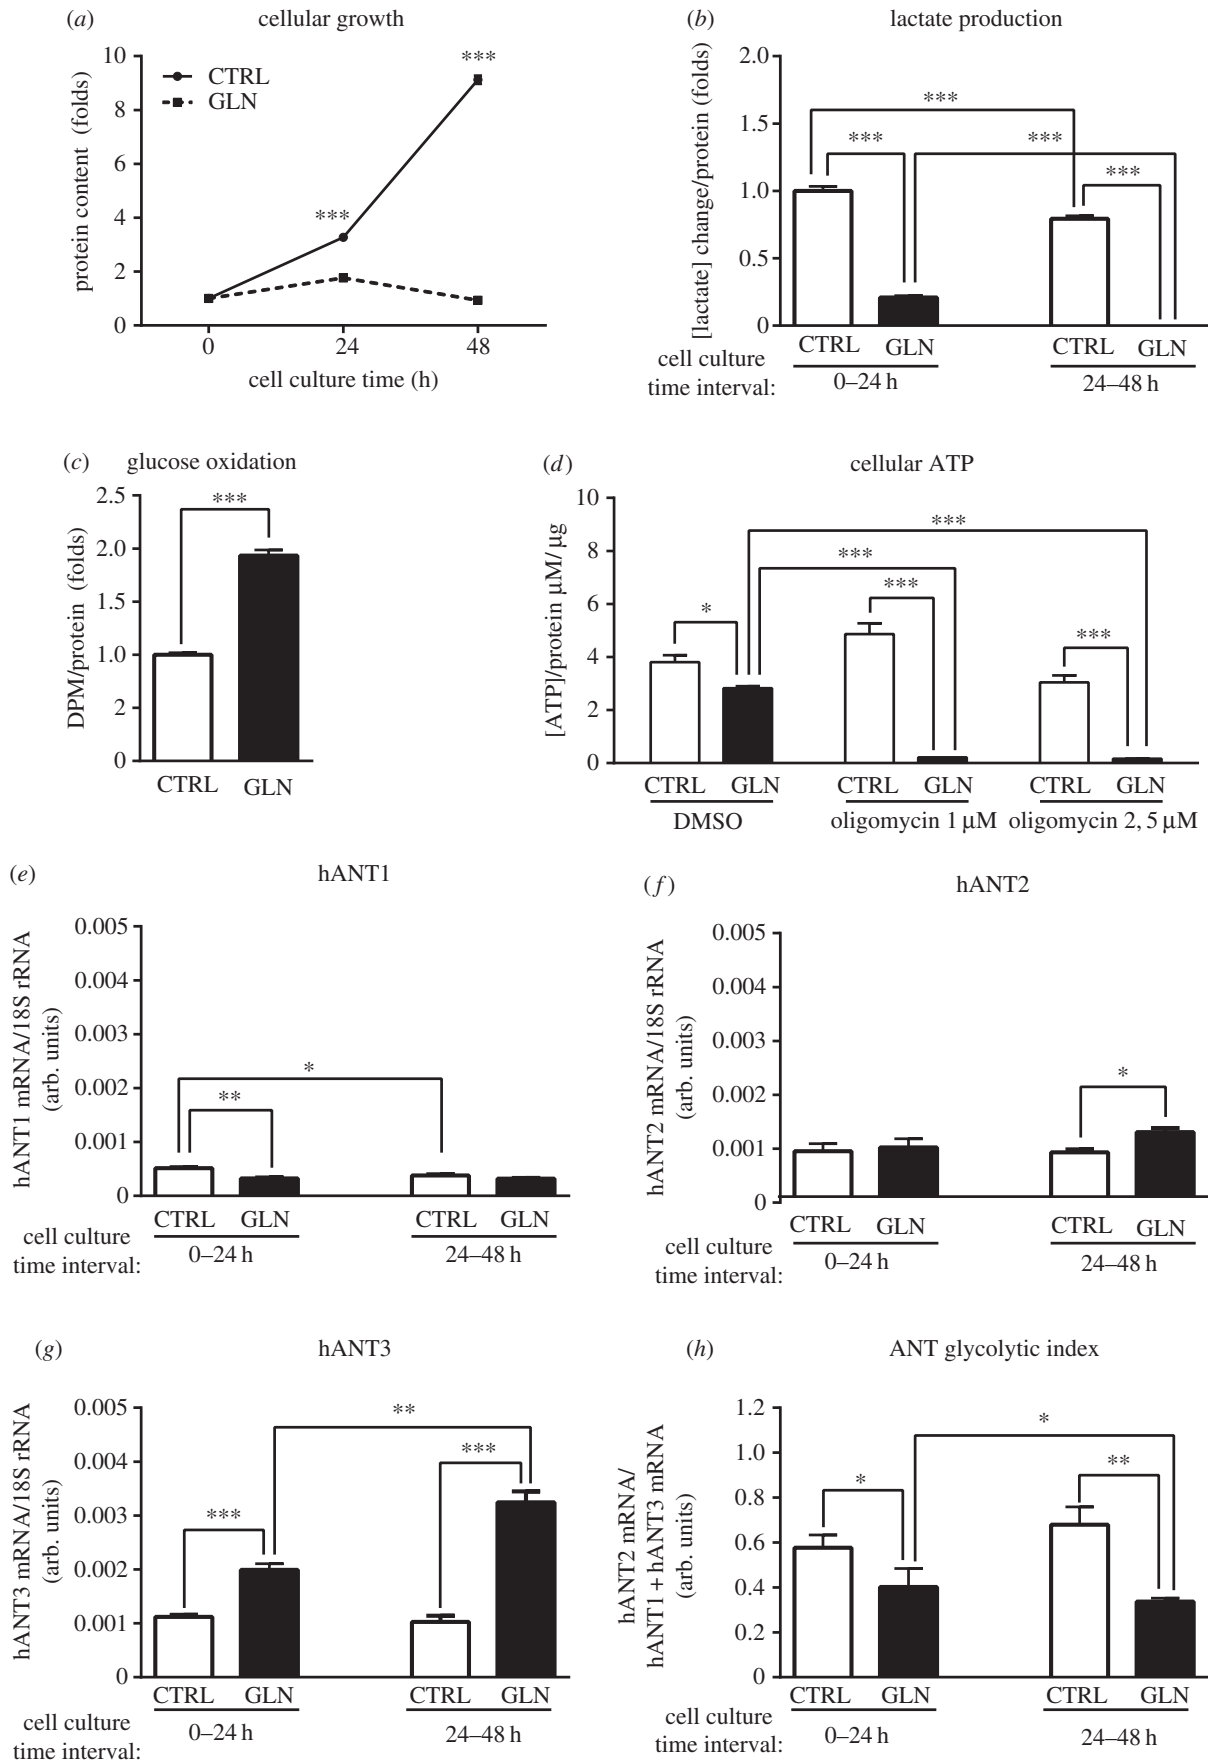 (a) cellular growth
protein content (folds)
10
8
6
4
2
0
CTRL
GLN
***
***
0 24 48
cell culture time (h)
(b) lactate production
[lactate] change/protein (folds)
2.0
1.5
1.0
0.5
0
***
***
***
***
CTRL GLN CTRL GLN
cell culture
time interval:
0–24 h 24–48 h
(c) glucose oxidation
DPM/protein (folds)
2.5
2.0
1.5
1.0
2
0
***
CTRL GLN
(d) cellular ATP
[ATP]/protein μM/μg
10
8
6
4
2
0
***
***
***
*
***
CTRL GLN CTRL GLN CTRL GLN
DMSO oligomycin 1 μM oligomycin 2, 5 μM
(e) hANT1
hANT1 mRNA/18S rRNA
(arb. units)
0.005
0.004
0.003
0.002
0.001
0
*
**
CTRL GLN CTRL GLN
cell culture
time interval:
0–24 h 24–48 h
(f) hANT2
hANT2 mRNA/18S rRNA
(arb. units)
0.005
0.004
0.003
0.002
0.001
0
*
CTRL GLN CTRL GLN
cell culture
time interval:
0–24 h 24–48 h
(g) hANT3
hANT3 mRNA/18S rRNA
(arb. units)
0.005
0.004
0.003
0.002
0.001
0
**
***
***
CTRL GLN CTRL GLN
cell culture
time interval:
0–24 h 24–48 h
(h) ANT glycolytic index
hANT2 mRNA/
hANT1 + hANT3 mRNA
(arb. units)
1.2
1.0
0.8
0.6
0.4
0.2
0
*
*
**
CTRL GLN CTRL GLN
cell culture
time interval:
0–24 h 24–48 h